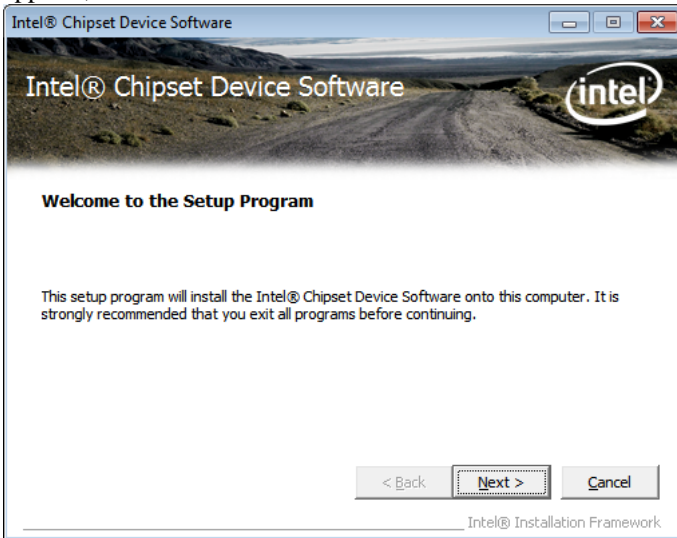 Intel® Chipset Device Software
Intel® Chipset Device Software
intel
Welcome to the Setup Program
This setup program will install the Intel® Chipset Device Software onto this computer. It is
strongly recommended that you exit all programs before continuing.
< Back Next > Cancel
Intel® Installation Framework